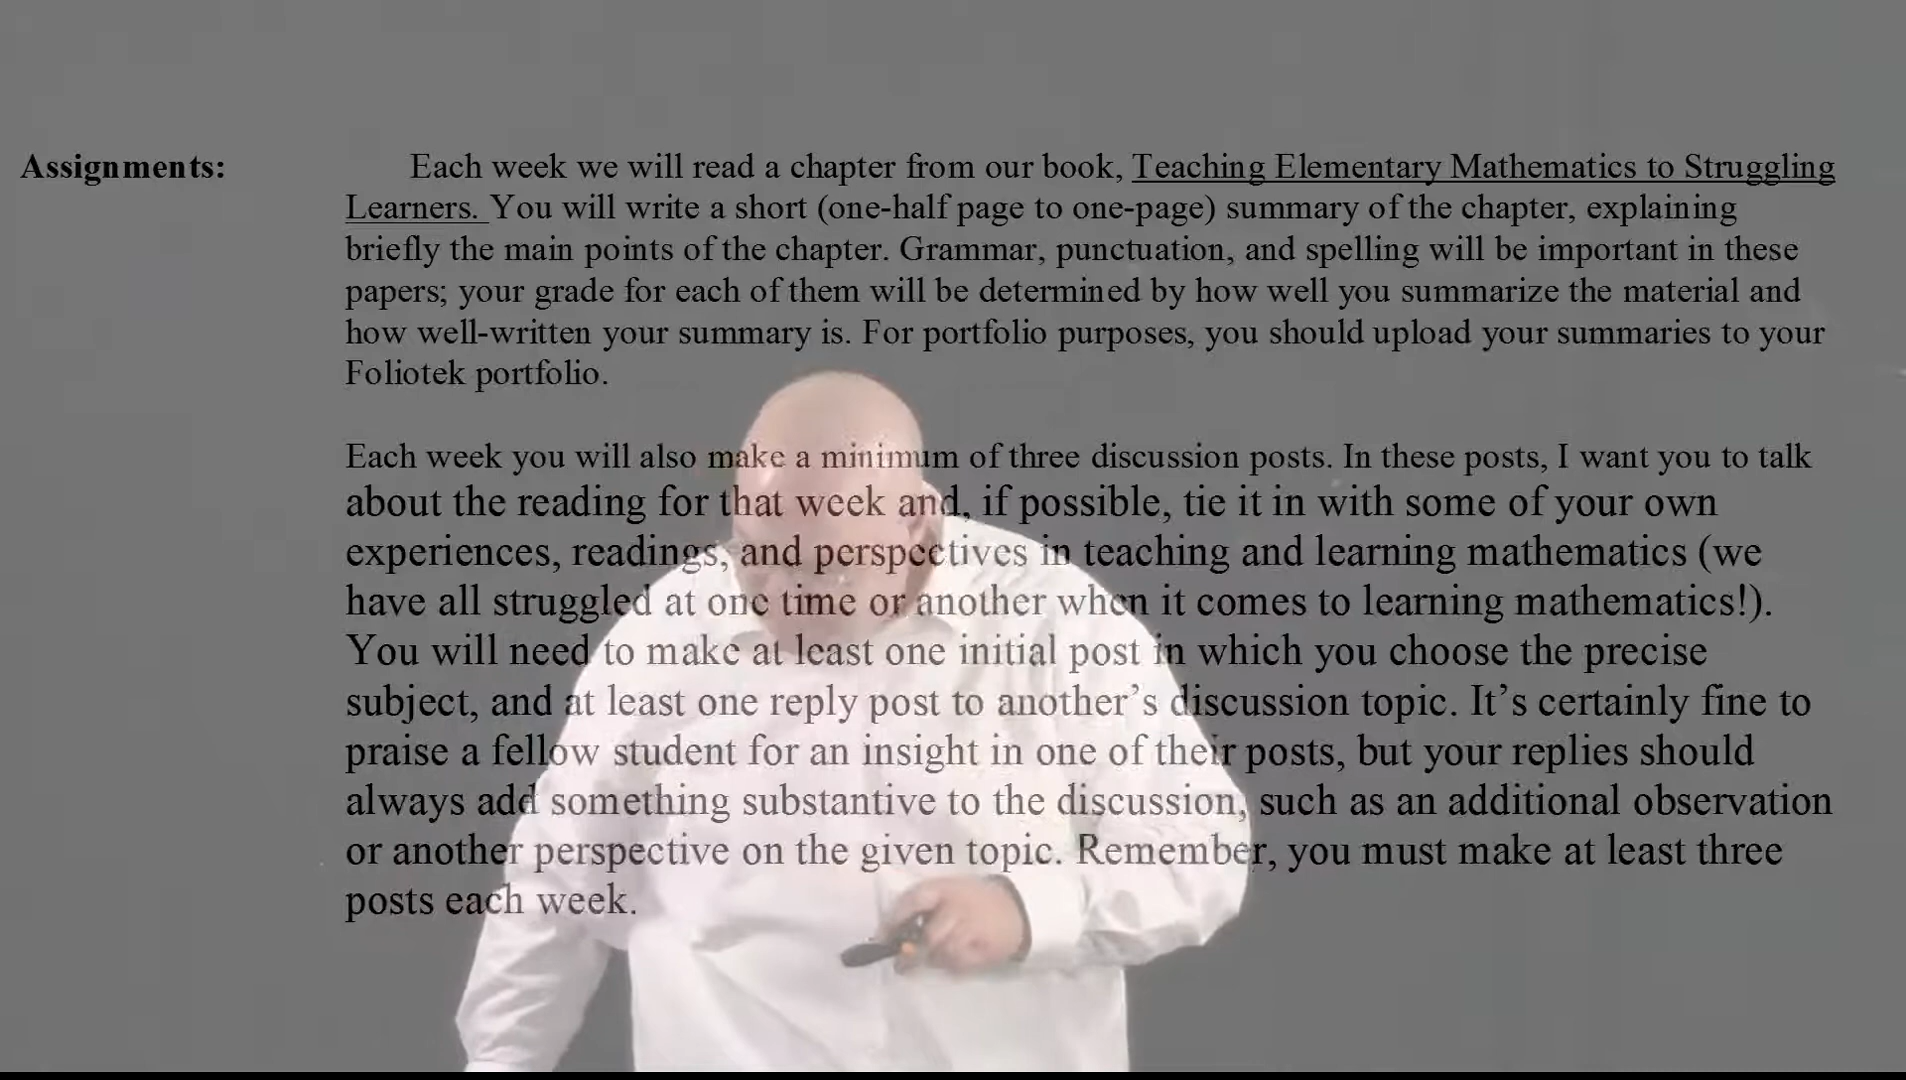 Assignments: Each week we will read a chapter from our book, Teaching Elementary Mathematics to Struggling
Learners. You will write a short (one-half page to one-page) summary of the chapter, explaining
briefly the main points of the chapter. Grammar, punctuation, and spelling will be important in these
papers; your grade for each of them will be determined by how well you summarize the material and
how well-written your summary is. For portfolio purposes, you should upload your summaries to your
Foliotek portfolio.
Each week you will also make a minimum of three discussion posts. In these posts, I want you to talk
about the reading for that week and, if possible, tie it in with some of your own
experiences, readings, and perspectives in teaching and learning mathematics (we
have all struggled at one time or another when it comes to learning mathematics!).
You will need to make at least one initial post in which you choose the precise
subject, and at least one reply post to another’s discussion topic. It’s certainly fine to
praise a fellow student for an insight in one of their posts, but your replies should
always add something substantive to the discussion, such as an additional observation
or another perspective on the given topic. Remember, you must make at least three
posts each week.